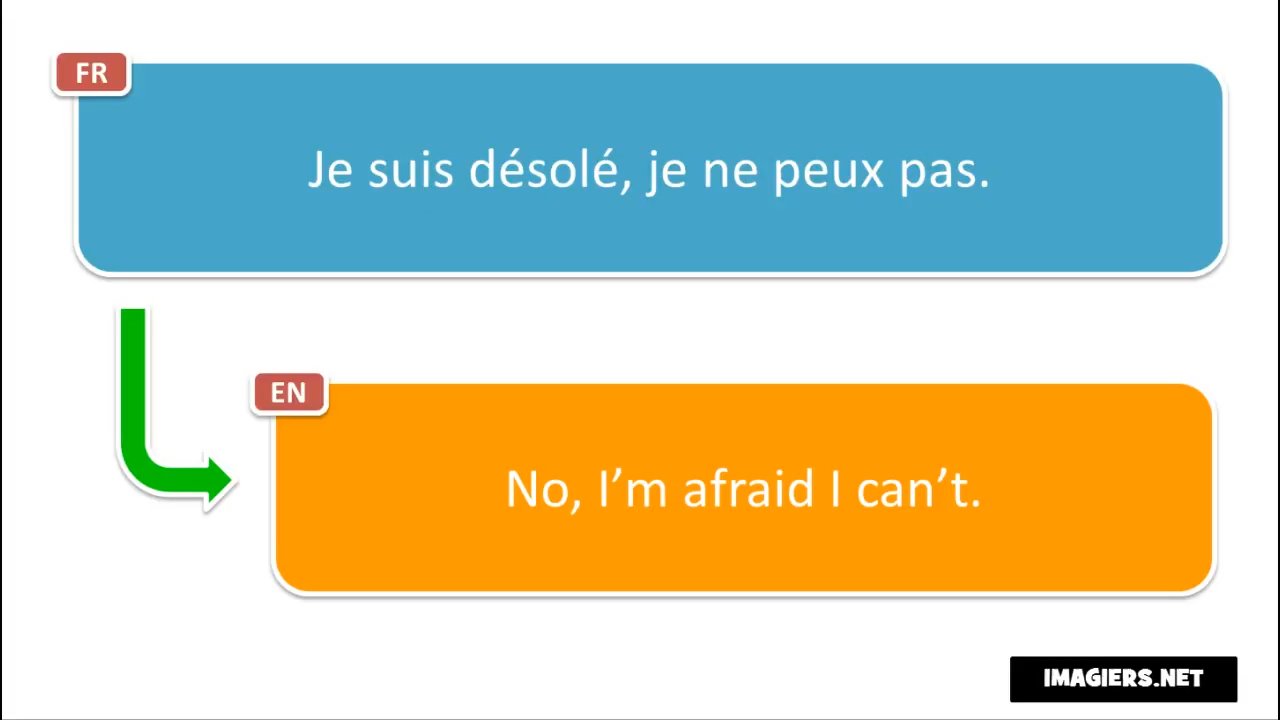 FR
Je suis désolé, je ne peux pas.
EN
No, I’m afraid I can’t.
IMAGIERS.NET